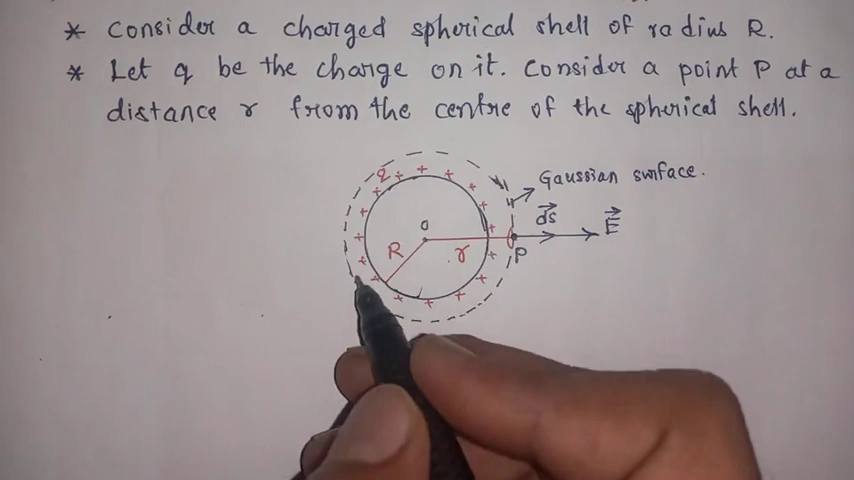 * Consider a charged spherical shell of radius R.
* Let q be the charge on it. Consider a point P at a
distance r from the centre of the spherical shell.
q
Gaussian surface.
ds
E
O
R
r
P